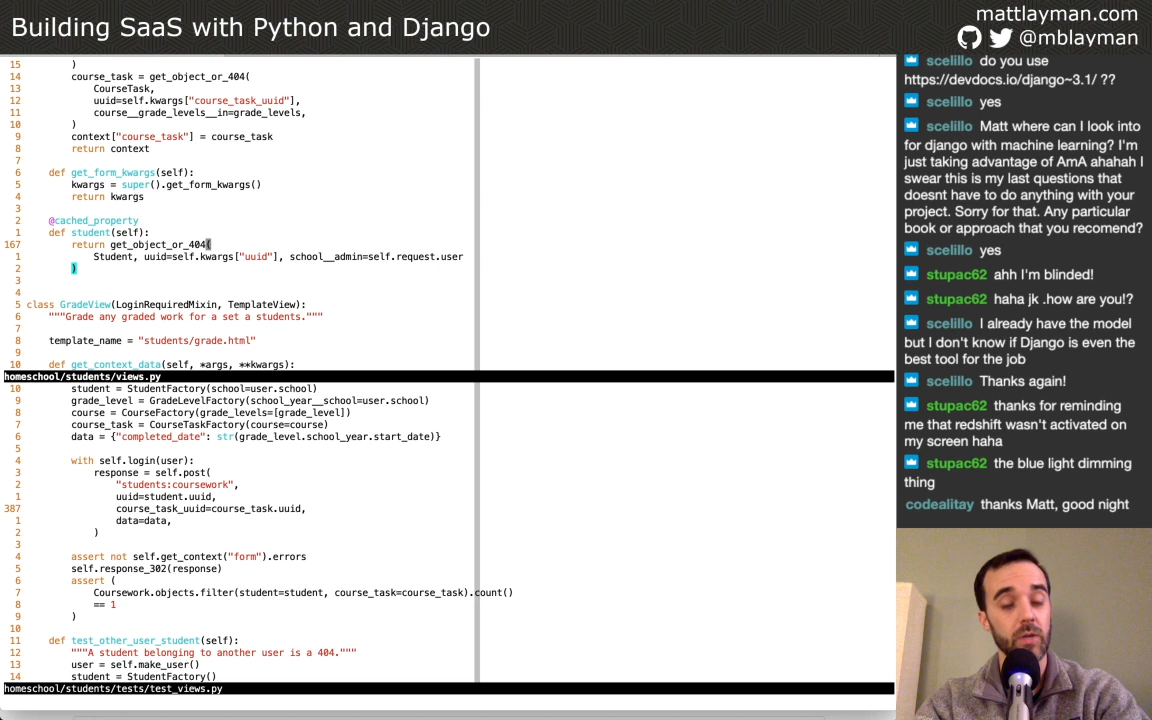 Building SaaS with Python and Django
mattlayman.com
@mblayman
15         )
14         course_task = get_object_or_404(
13             CourseTask,
12             uuid=self.kwargs["course_task_uuid"],
11             course__grade_levels__in=grade_levels,
10         )
9         context["course_task"] = course_task
8         return context
7
6     def get_form_kwargs(self):
5         kwargs = super().get_form_kwargs()
4         return kwargs
3
2     @cached_property
1     def student(self):
167         return get_object_or_404(
1             Student, uuid=self.kwargs["uuid"], school__admin=self.request.user
2         )
3
4
5 class GradeView(LoginRequiredMixin, TemplateView):
6     """Grade any graded work for a set a students."""
7
8     template_name = "students/grade.html"
9
10     def get_context_data(self, *args, **kwargs):
homeschool/students/views.py
10         student = StudentFactory(school=user.school)
9         grade_level = GradeLevelFactory(school_year__school=user.school)
8         course = CourseFactory(grade_levels=[grade_level])
7         course_task = CourseTaskFactory(course=course)
6         data = {"completed_date": str(grade_level.school_year.start_date)}
5
4         with self.login(user):
3             response = self.post(
2                 "students:coursework",
1                 uuid=student.uuid,
387                 course_task_uuid=course_task.uuid,
1                 data=data,
2             )
3
4         assert not self.get_context("form").errors
5         self.response_302(response)
6         assert (
7             Coursework.objects.filter(student=student, course_task=course_task).count()
8             == 1
9         )
10
11     def test_other_user_student(self):
12         """A student belonging to another user is a 404."""
13         user = self.make_user()
14         student = StudentFactory()
homeschool/students/tests/test_views.py
scelillo do you use
https://devdocs.io/django~3.1/ ??
scelillo yes
scelillo Matt where can I look into
for django with machine learning? I'm
just taking advantage of AmA ahahah I
swear this is my last questions that
doesnt have to do anything with your
project. Sorry for that. Any particular
book or approach that you recomend?
scelillo yes
stupac62 ahh I'm blinded!
stupac62 haha jk .how are you!?
scelillo I already have the model
but I don't know if Django is even the
best tool for the job
scelillo Thanks again!
stupac62 thanks for reminding
me that redshift wasn't activated on
my screen haha
stupac62 the blue light dimming
thing
codealitay thanks Matt, good night